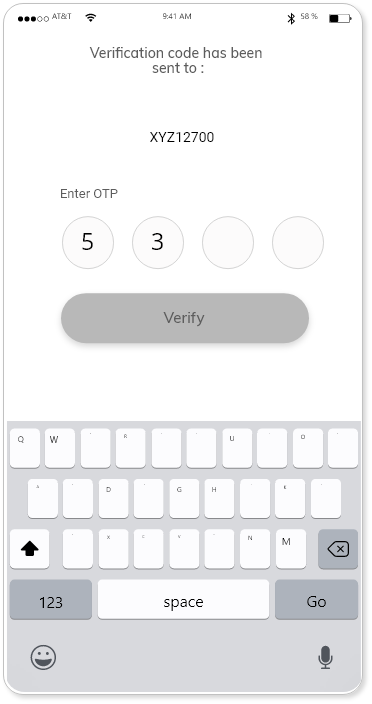 AT&T 9:41 AM 58 %
Verification code has been
sent to :
XYZ12700
Enter OTP
5 3
Verify
Q W R U O
A D G H K
X C V N M
123 space Go